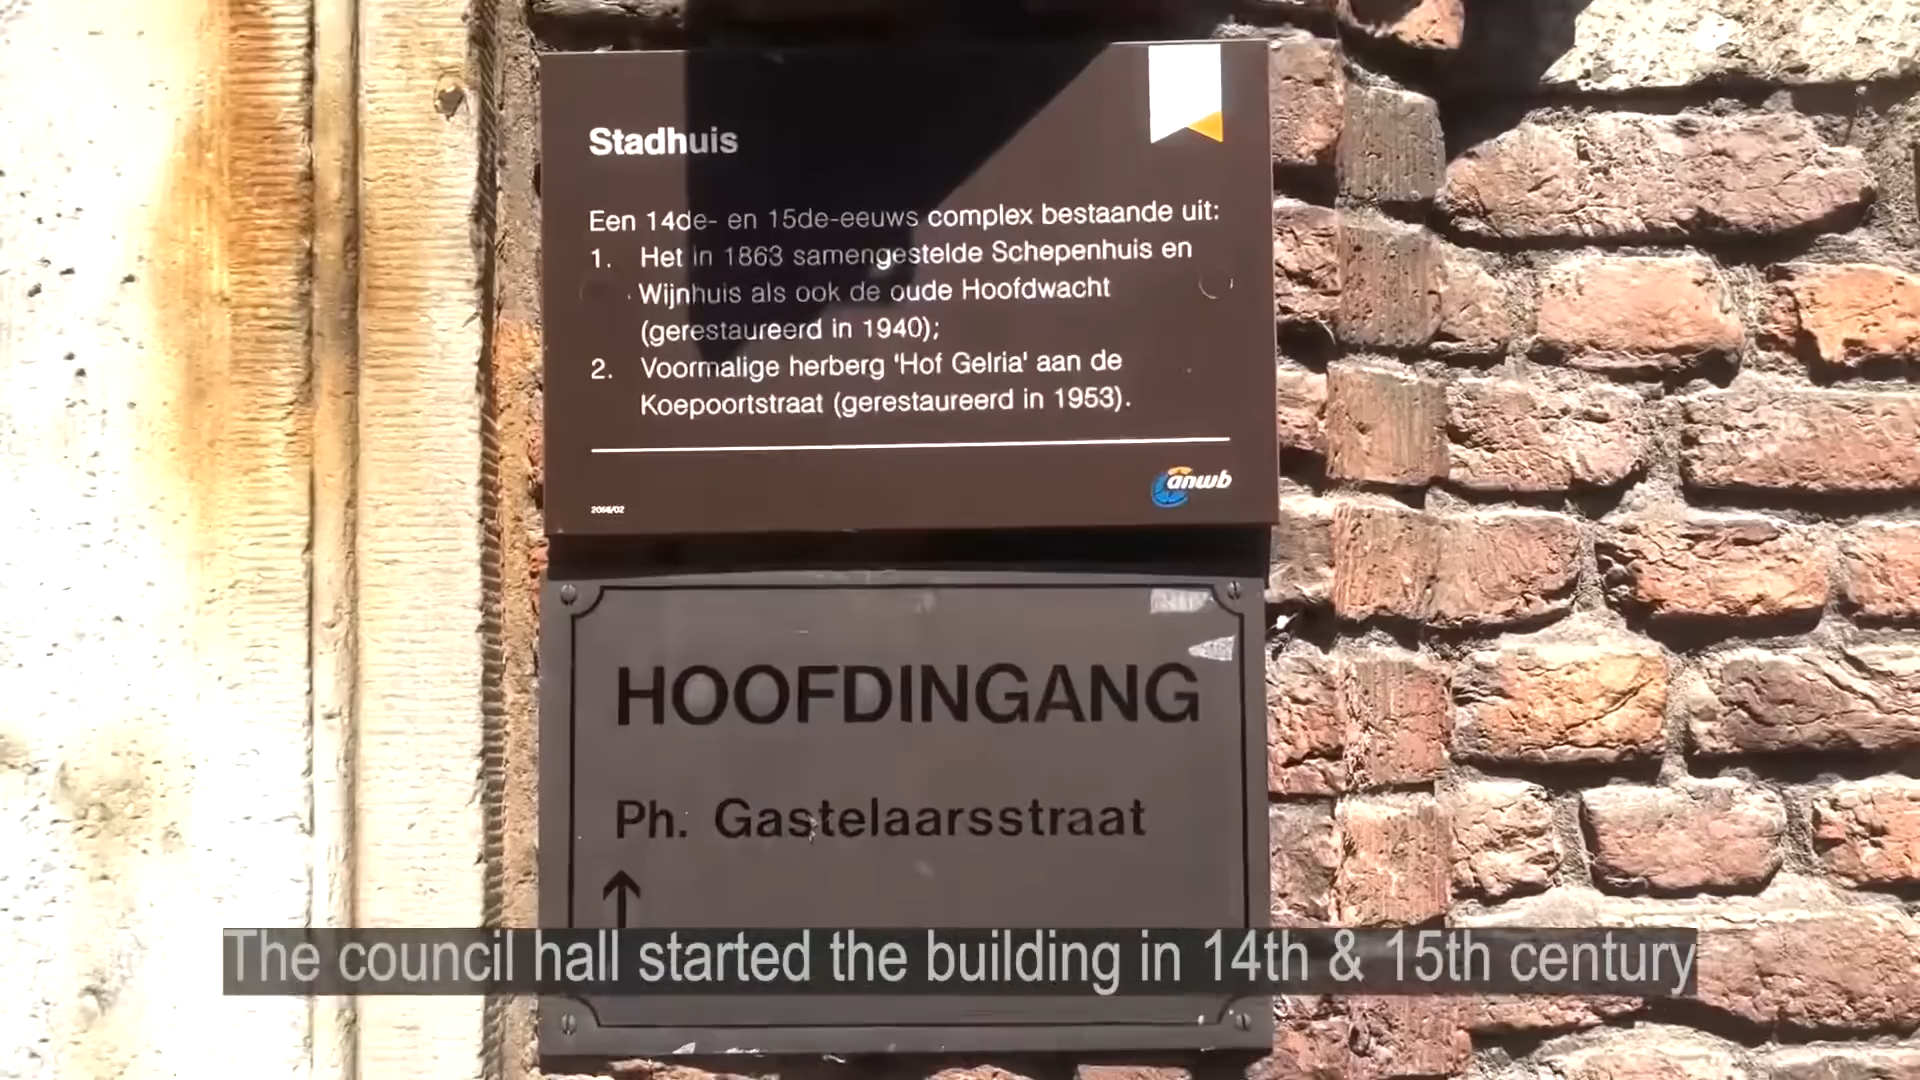 Stadhuis
Een 14de- en 15de-eeuws complex bestaande uit:
1. Het in 1863 samengestelde Schepenhuis en
Wijnhuis als ook de oude Hoofdwacht
(gerestaureerd in 1940);
2. Voormalige herberg 'Hof Gelria' aan de
Koepoortstraat (gerestaureerd in 1953).
anwb
HOOFDINGANG
Ph. Gastelaarsstraat
The council hall started the building in 14th & 15th century